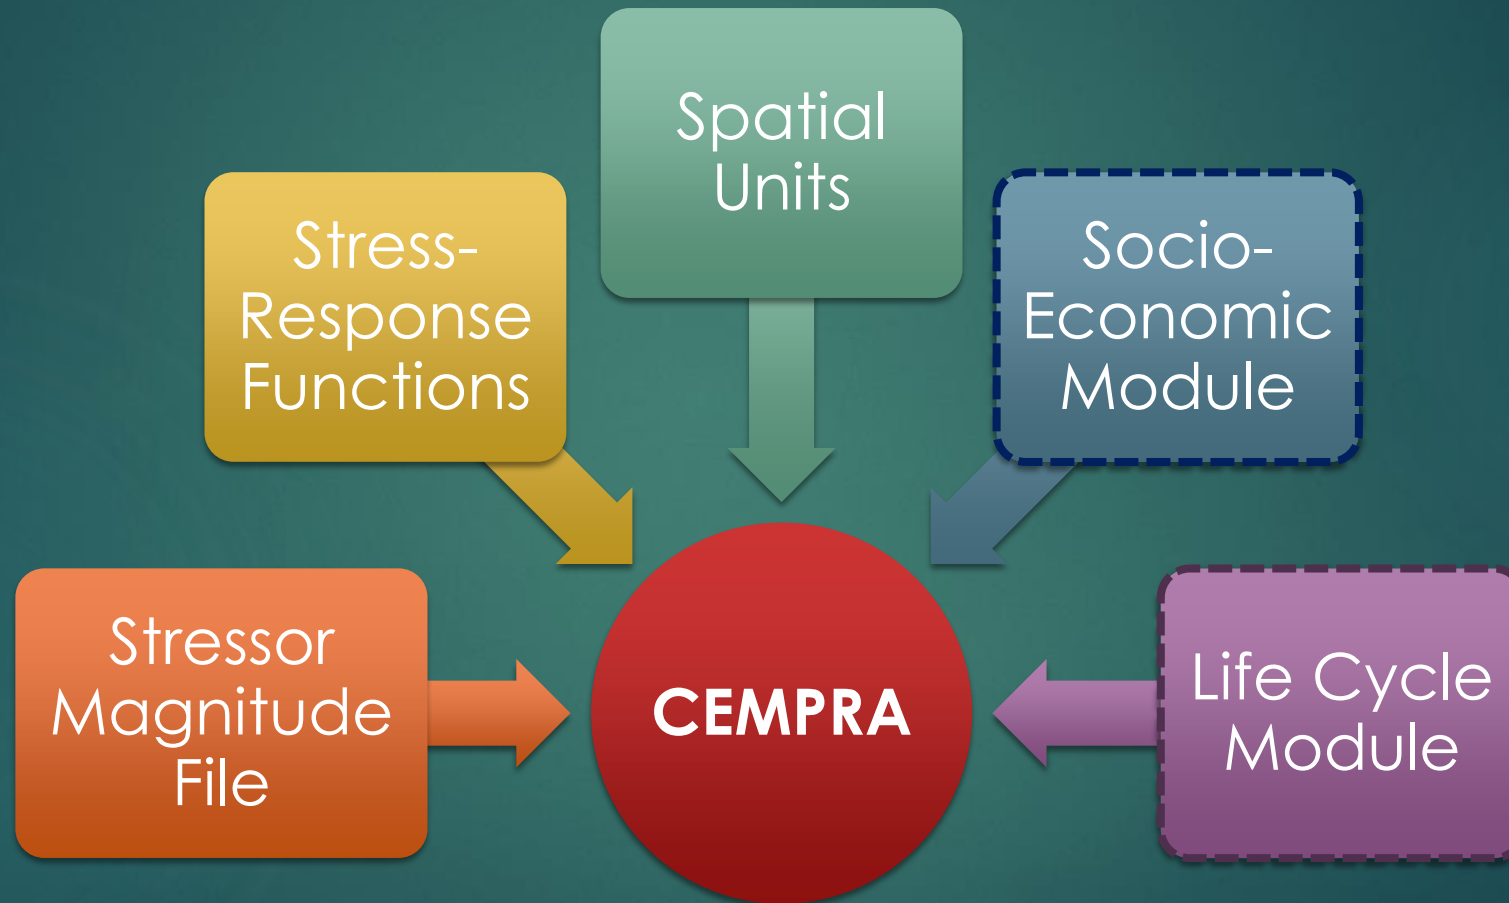 Spatial
Units
Stress-
Response
Functions
Socio-
Economic
Module
Stressor
Magnitude
File
CEMPRA
Life Cycle
Module